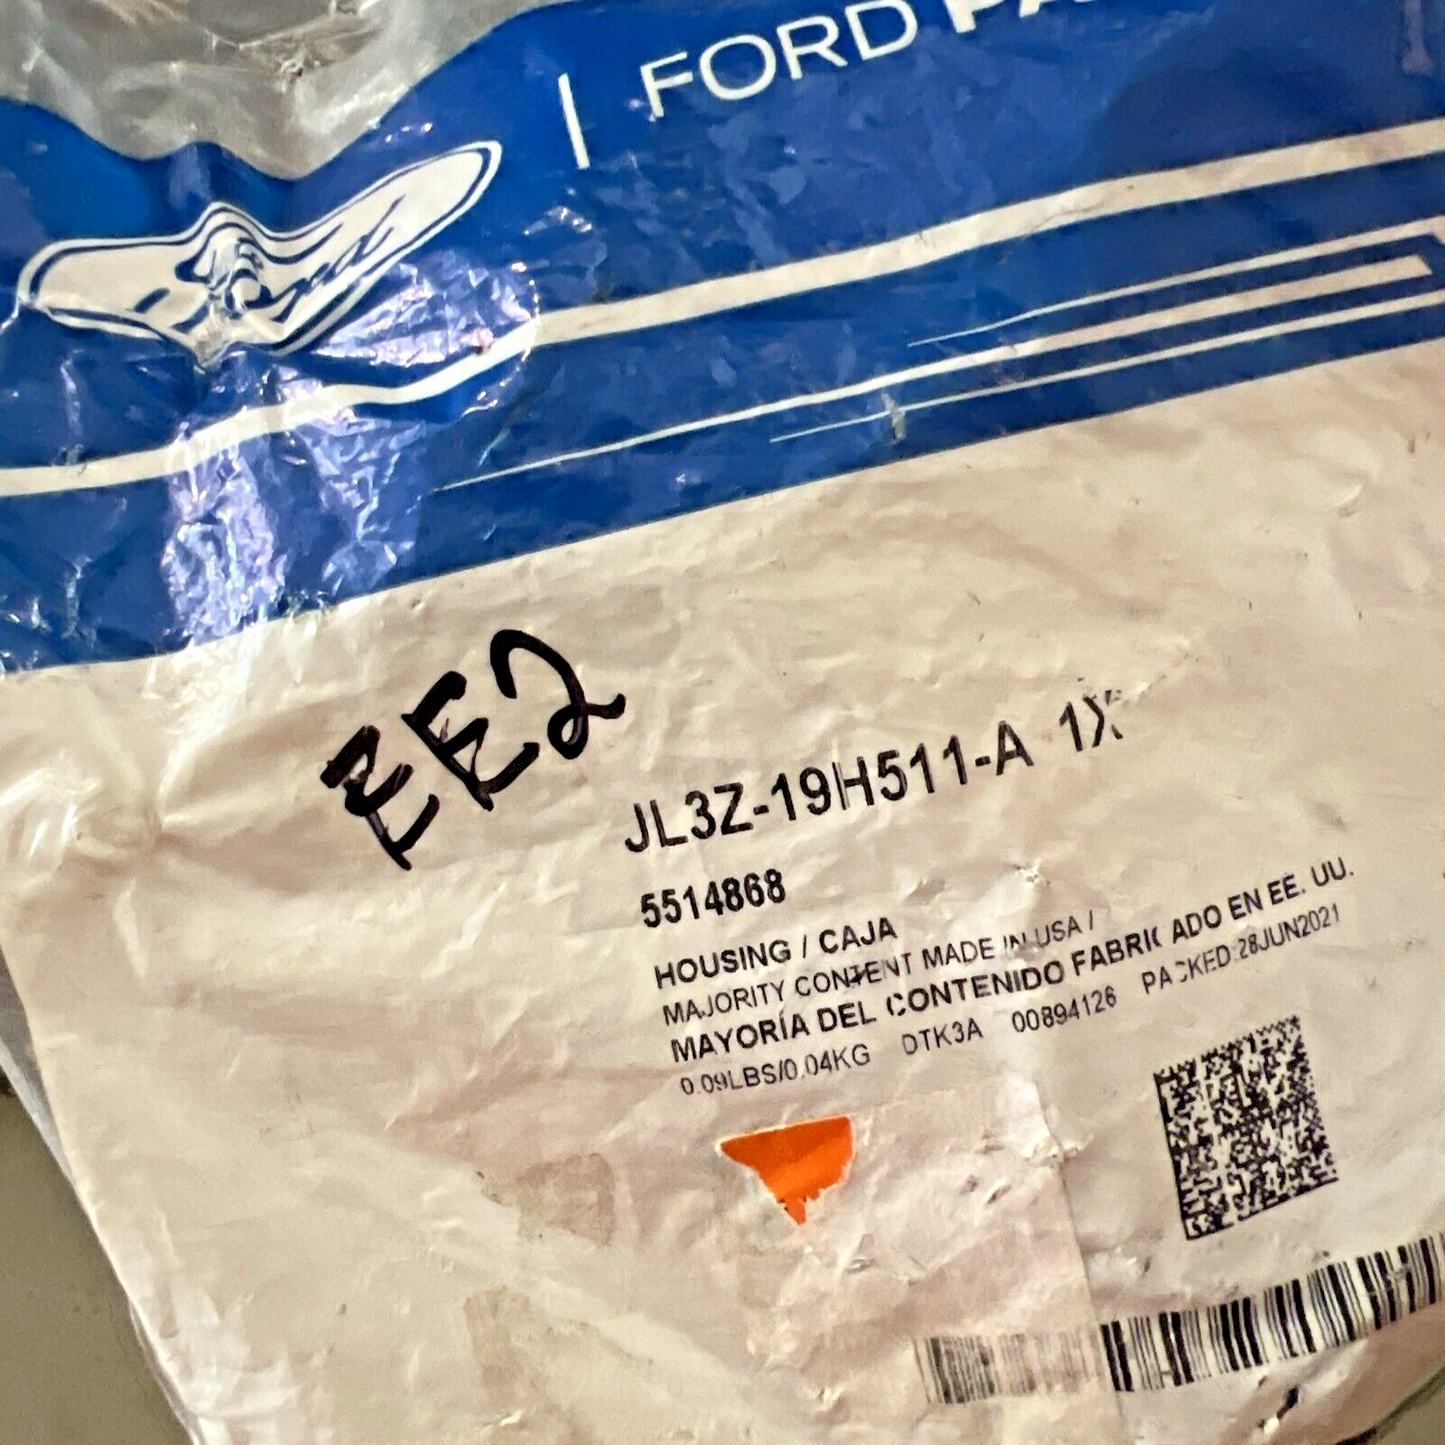 Ford
FORD
EE2
JL3Z-19H511-A 1X
5514868
HOUSING / CAJA
MAJORITY CONTENT MADE IN USA /
MAYORÍA DEL CONTENIDO FABRICADO EN EE. UU.
0.09LBS/0.04KG DTK3A 00894126 PACKED:28JUN2021